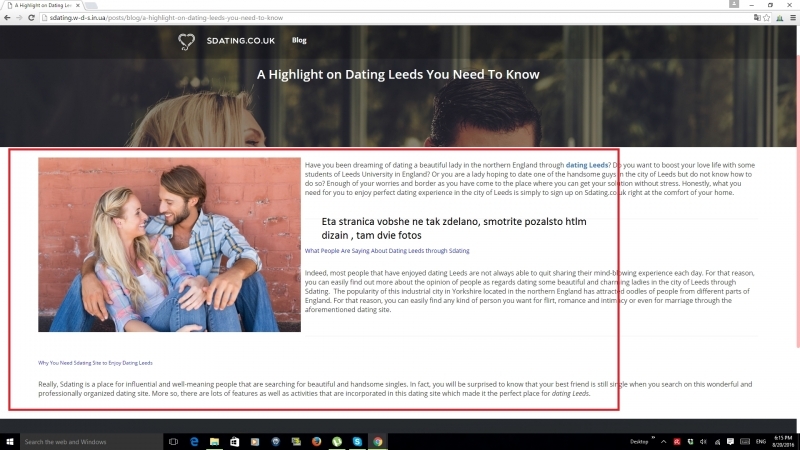 A Highlight on Dating Lee
sdating.w-d-s.in.ua/posts/blog/a-highlight-on-dating-leeds-you-need-to-know
SDATING.CO.UK Blog
A Highlight on Dating Leeds You Need To Know
Have you been dreaming of dating a beautiful lady in the northern England through dating Leeds? Do you want to boost your love life with some
students of Leeds University in England? Or you are a lady hoping to date one of the handsome guys in the city of Leeds but do not know how to
do so? Enough of your worries and border as you have come to the place where you can get your solution without stress. Honestly, what you
need for you to enjoy perfect dating experience in the city of Leeds is simply to sign up on Sdating.co.uk right at the comfort of your home.
Eta stranica vobshe ne tak zdelano, smotrite pozalsto htlm
dizain , tam dvie fotos
What People Are Saying About Dating Leeds through Sdating
Indeed, most people that have enjoyed dating Leeds are not always able to quit sharing their mind-blowing experience each day. For that reason,
you can easily find out more about the opinion of people as regards dating some beautiful and charming ladies in the city of Leeds through
Sdating. The popularity of this industrial city in Yorkshire located in the northern England has attracted oodles of people from different parts of
England. For that reason, you can easily find any kind of person you want for flirt, romance and intimacy or even for marriage through the
aforementioned dating site.
Why You Need Sdating Site to Enjoy Dating Leeds
Really, Sdating is a place for influential and well-meaning people that are searching for beautiful and handsome singles. In fact, you will be surprised to know that your best friend is still single when you search on this wonderful and
professionally organized dating site. More so, there are lots of features as well as activities that are incorporated in this dating site which made it the perfect place for dating Leeds.
Search the web and Windows
Desktop
ENG
6:15 PM
8/20/2016